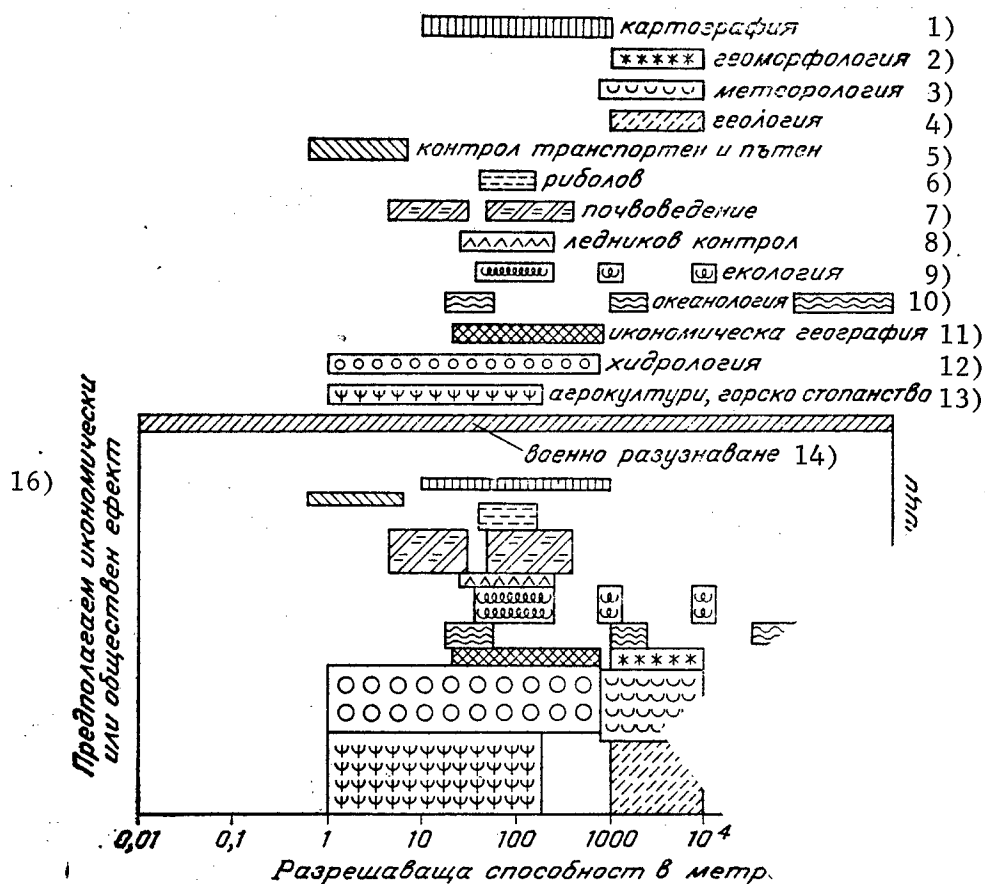 картография 1)
геоморфология 2)
метеорология 3)
геология 4)
контрол транспортен и пътен 5)
риболов 6)
почвоведение 7)
ледников контрол 8)
екология 9)
океанология 10)
икономическа география 11)
хидрология 12)
агрокултури, горско стопанство 13)
военно разузнаване 14)
16)
Предполагаем икономически
или обществен ефект
0,01 0,1 1 10 100 1000 10⁴
Разрешаваща способност в метр.